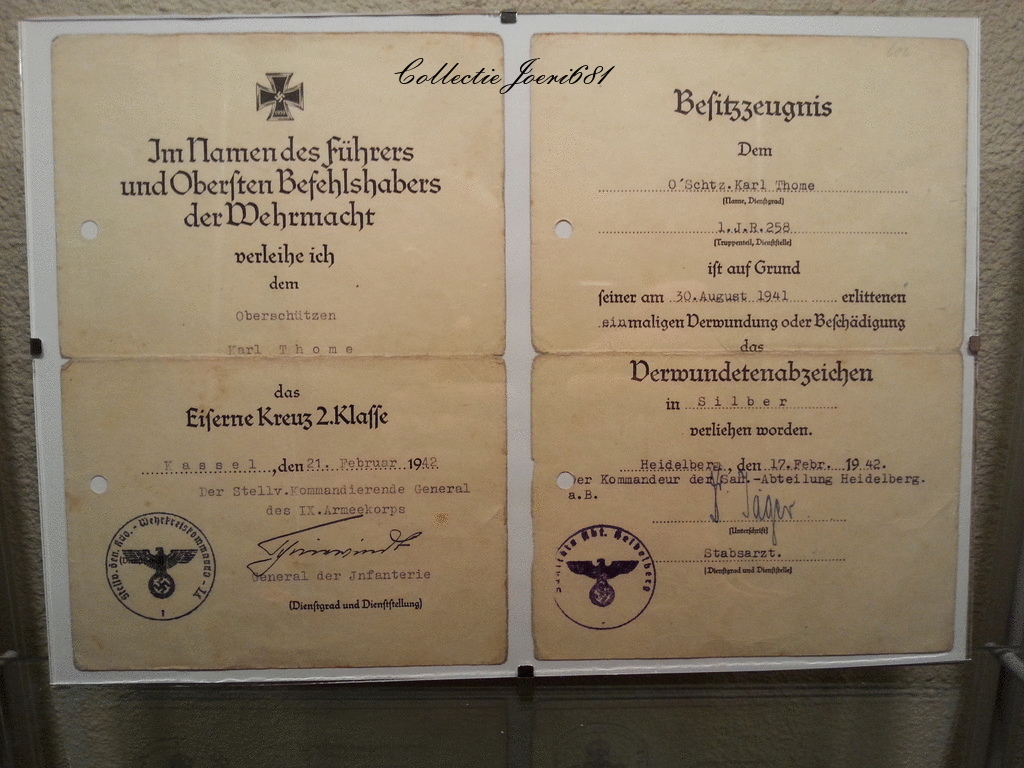 Collectie Joeri681
Im Namen des Führers
und Obersten Befehlshabers
der Wehrmacht
verleihe ich
dem
Oberschützen
Karl Thome
das
Eiserne Kreuz 2.Klasse
Kassel, den 21. Februar 1942
Der Stellv.Kommandierende General
des IX.Armeekorps
General der Jnfanterie
(Dienstgrad und Dienststellung)
Besitzzeugnis
Dem
O'Schtz.Karl Thome
(Name, Dienstgrad)
1.J.R.258
(Truppenteil, Dienststelle)
ist auf Grund
seiner am 30.August 1941 erlittenen
einmaligen Verwundung oder Beschädigung
das
Verwundetenabzeichen
in Silber
verliehen worden.
Heidelberg, den 17.Febr. 1942.
Der Kommandeur der San.-Abteilung Heidelberg.
a.B.
Jäger
(Unterschrift)
Stabsarzt.
(Dienstgrad und Dienststelle)
Abt. Heidelberg